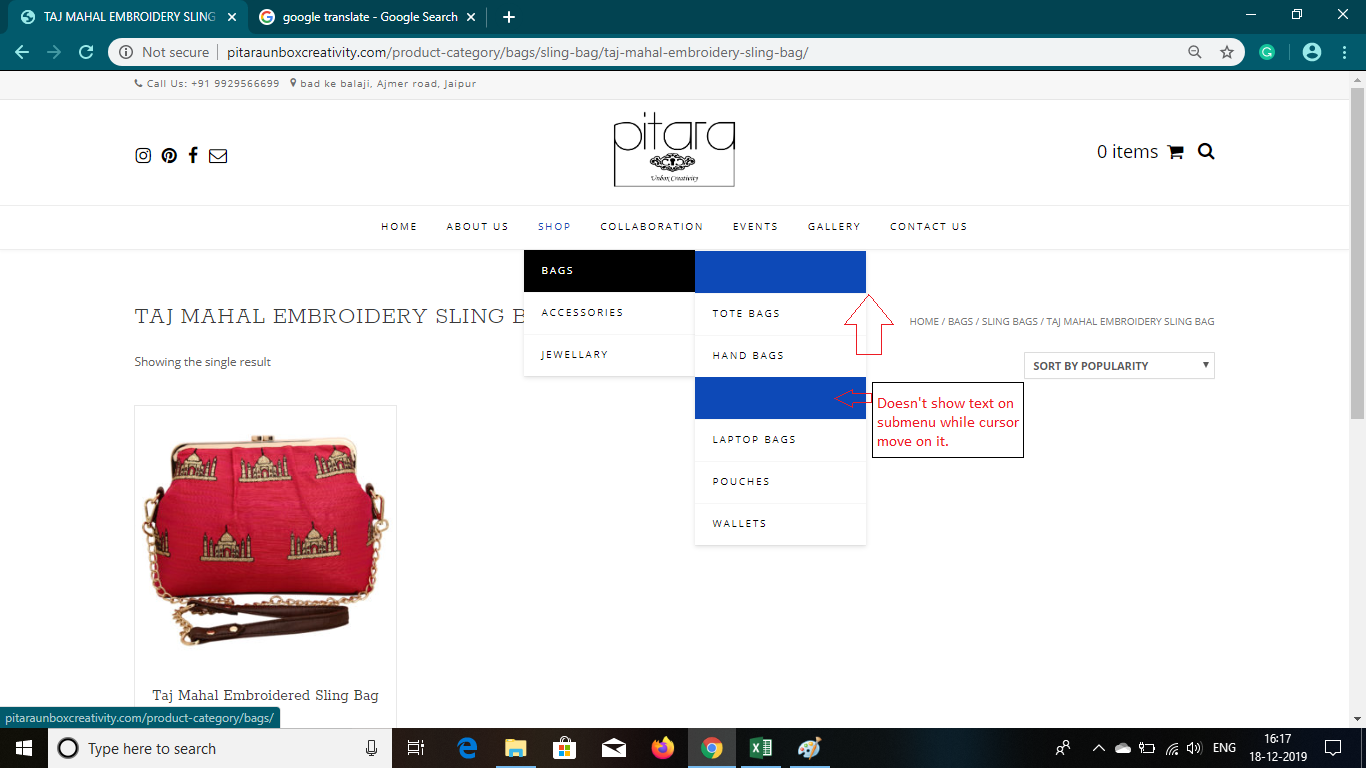 TAJ MAHAL EMBROIDERY SLING
google translate - Google Search
Not secure | pitaraunboxcreativity.com/product-category/bags/sling-bag/taj-mahal-embroidery-sling-bag/
Call Us: +91 9929566699 bad ke balaji, Ajmer road, Jaipur
pitara
Unbox Creativity
0 items
HOME ABOUT US SHOP COLLABORATION EVENTS GALLERY CONTACT US
BAGS
ACCESSORIES
JEWELLARY
TOTE BAGS
HAND BAGS
LAPTOP BAGS
POUCHES
WALLETS
TAJ MAHAL EMBROIDERY SLING B
HOME / BAGS / SLING BAGS / TAJ MAHAL EMBROIDERY SLING BAG
Showing the single result
SORT BY POPULARITY
Doesn't show text on
submenu while cursor
move on it.
Taj Mahal Embroidered Sling Bag
pitaraunboxcreativity.com/product-category/bags/
Type here to search
ENG
16:17
18-12-2019